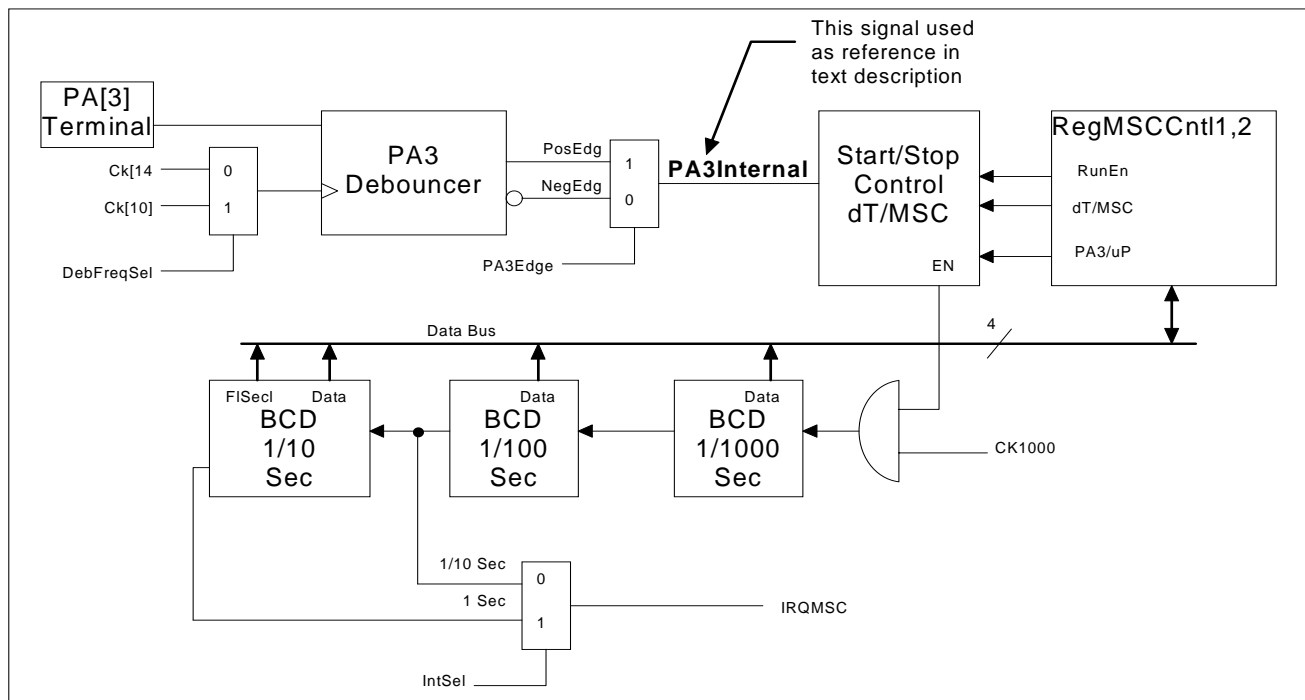 This signal used
as reference in
text description
PA[3]
Terminal
Ck[14
Ck[10]
0
1
DebFreqSel
PA3
Debouncer
PosEdg
NegEdg
1
0
PA3Edge
PA3Internal
Start/Stop
Control
dT/MSC
EN
RegMSCCntl1,2
RunEn
dT/MSC
PA3/uP
Data Bus
4
FlSecl
Data
BCD
1/10
Sec
Data
BCD
1/100
Sec
Data
BCD
1/1000
Sec
CK1000
1/10 Sec
1 Sec
0
1
IRQMSC
IntSel